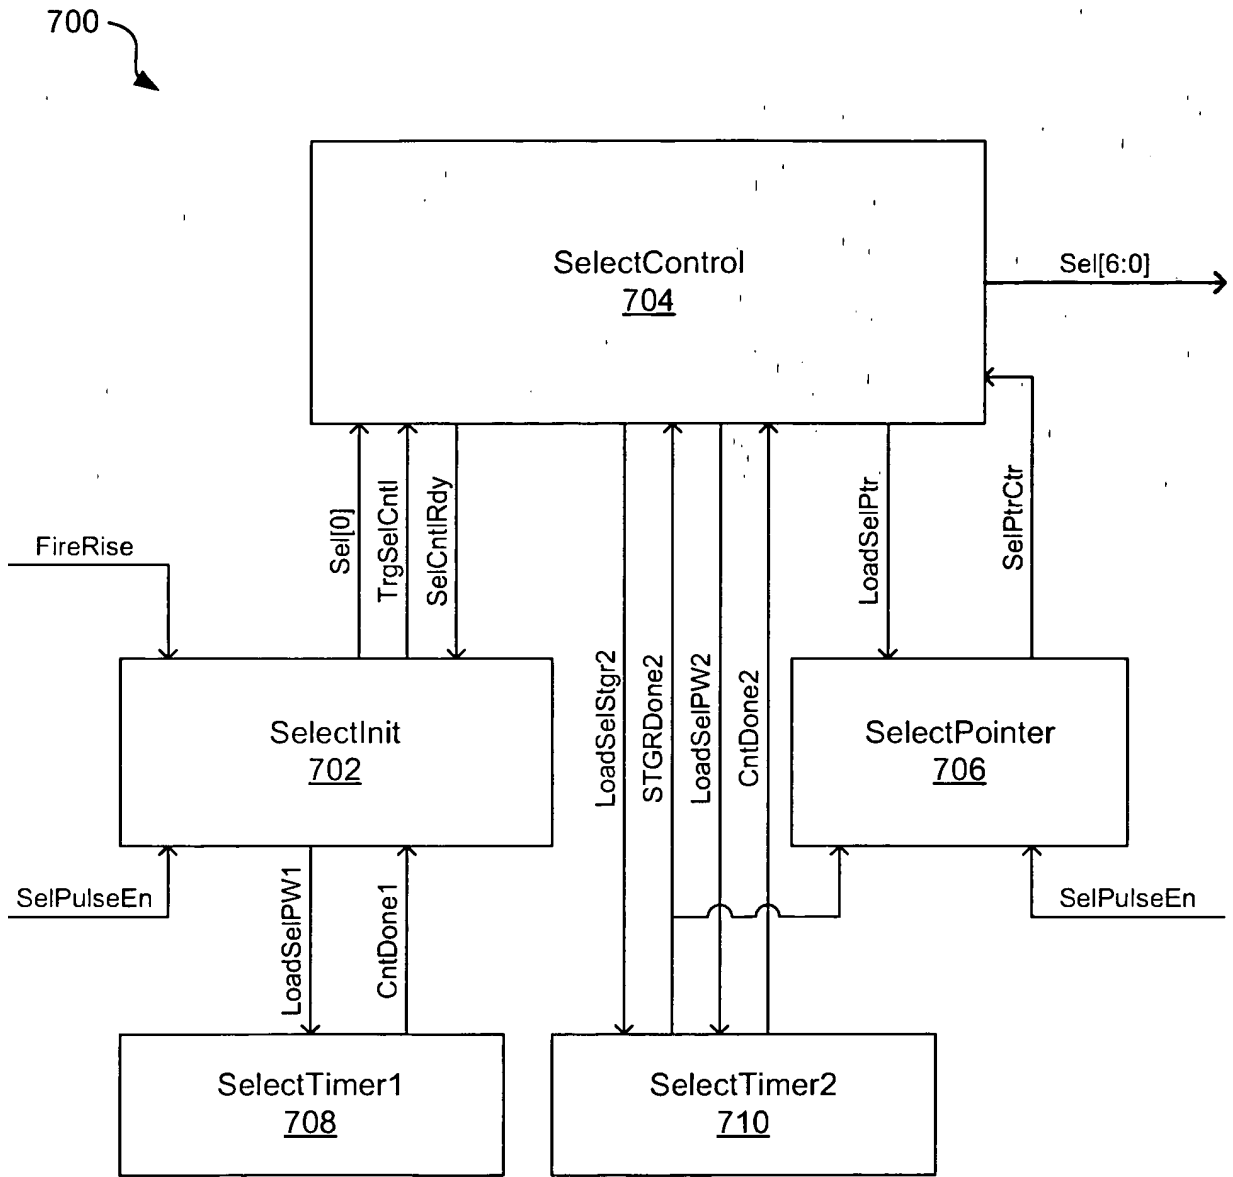 700
SelectControl
704
Sel[6:0]
Sel[0]
TrgSelCntl
SelCntlRdy
LoadSelPtr
SelPtrCtr
FireRise
LoadSelStgr2
STGRDone2
LoadSelPW2
CntDone2
SelectInit
702
SelectPointer
706
SelPulseEn
LoadSelPW1
CntDone1
SelPulseEn
SelectTimer1
708
SelectTimer2
710